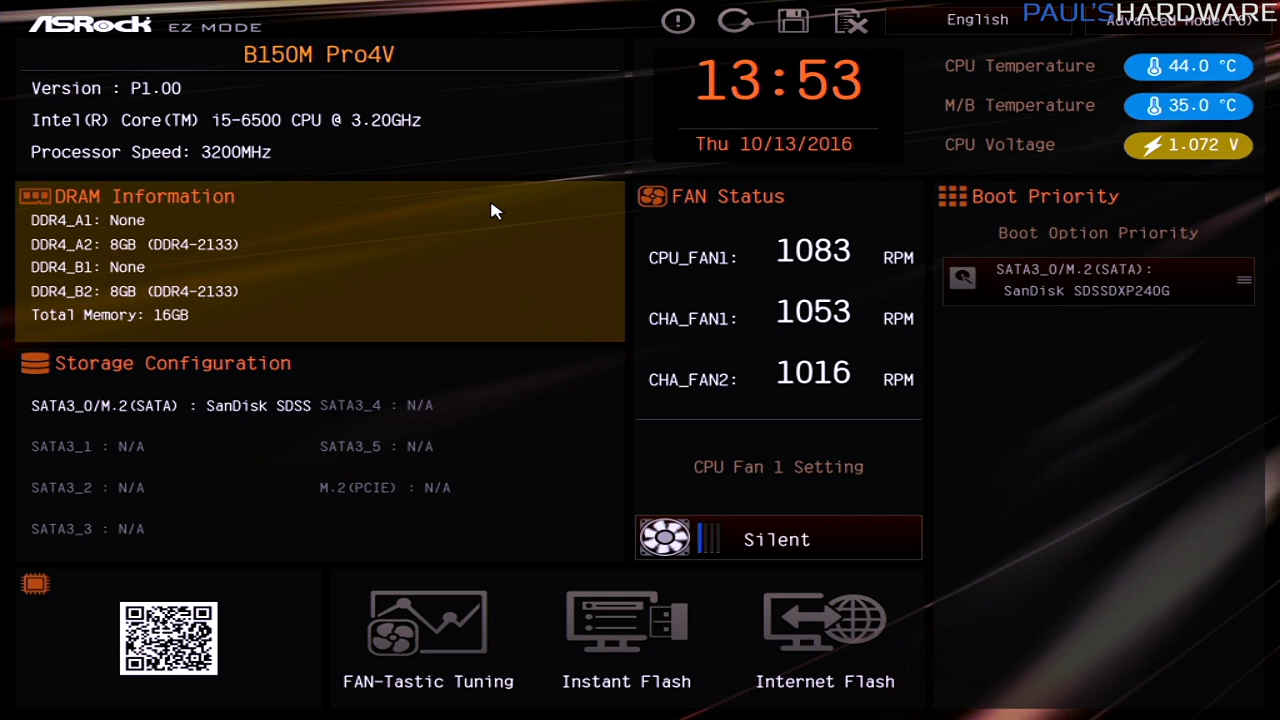 ASRock EZ MODE
English
PAUL'SHARDWARE
Advanced Mode(F6)
B150M Pro4V
Version : P1.00
Intel(R) Core(TM) i5-6500 CPU @ 3.20GHz
Processor Speed: 3200MHz
13:53
Thu 10/13/2016
CPU Temperature 44.0 °C
M/B Temperature 35.0 °C
CPU Voltage 1.072 V
DRAM Information
DDR4_A1: None
DDR4_A2: 8GB (DDR4-2133)
DDR4_B1: None
DDR4_B2: 8GB (DDR4-2133)
Total Memory: 16GB
Storage Configuration
SATA3_0/M.2(SATA) : SanDisk SDSS SATA3_4 : N/A
SATA3_1 : N/A SATA3_5 : N/A
SATA3_2 : N/A M.2(PCIE) : N/A
SATA3_3 : N/A
FAN Status
CPU_FAN1: 1083 RPM
CHA_FAN1: 1053 RPM
CHA_FAN2: 1016 RPM
CPU Fan 1 Setting
Silent
Boot Priority
Boot Option Priority
SATA3_0/M.2(SATA):
SanDisk SDSSDXP240G
FAN-Tastic Tuning
Instant Flash
Internet Flash